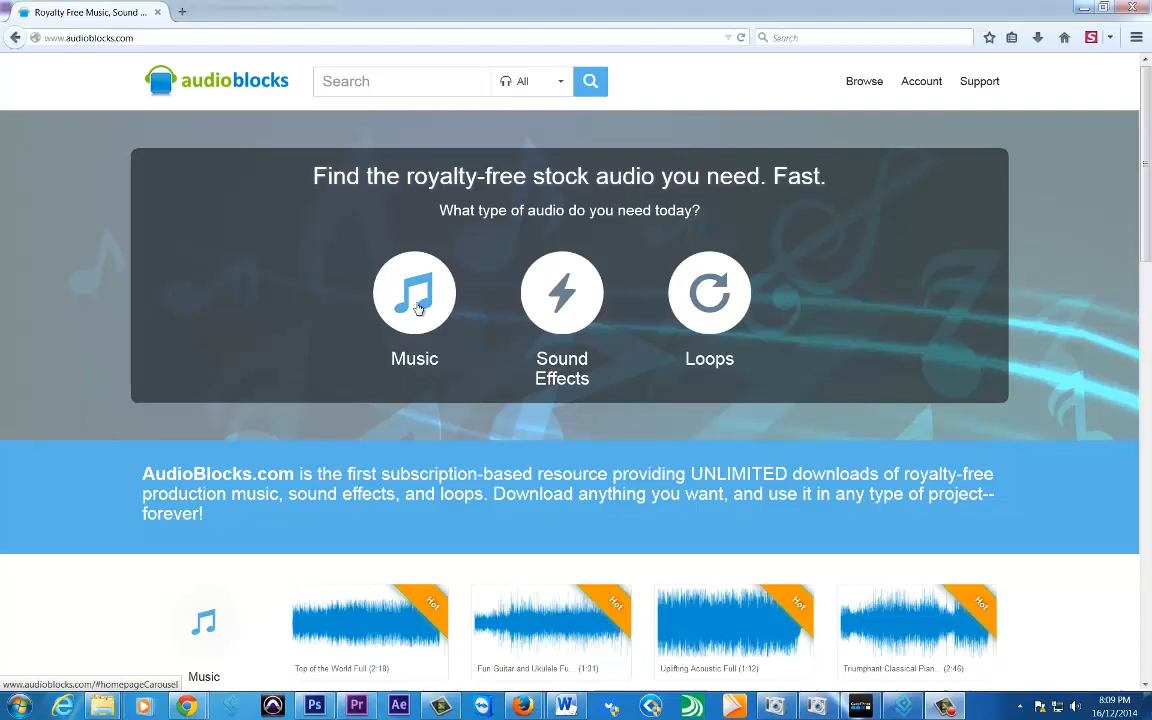 Royalty Free Music, Sound ...
www.audioblocks.com
Search
audioblocks
Search
All
Browse
Account
Support
Find the royalty-free stock audio you need. Fast.
What type of audio do you need today?
Music
Sound
Effects
Loops
AudioBlocks.com is the first subscription-based resource providing UNLIMITED downloads of royalty-free
production music, sound effects, and loops. Download anything you want, and use it in any type of project--
forever!
Hot
Hot
Hot
Hot
Top of the World Full (2:18)
Fun Guitar and Ukulele Fu... (1:31)
Uplifting Acoustic Full (1:12)
Triumphant Classical Pian... (2:46)
Music
www.audioblocks.com/#homepageCarousel
Ps
Pr
Ae
8:09 PM
16/12/2014